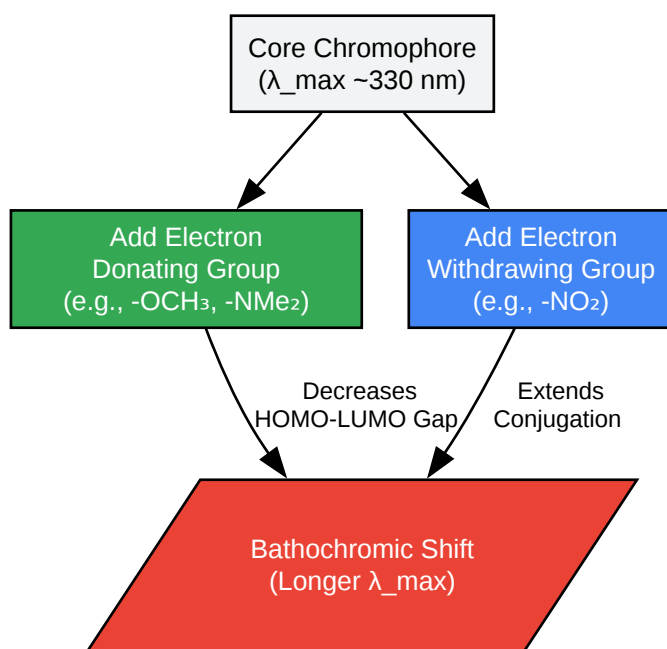 Core Chromophore
(λ_max ~330 nm)
Add Electron
Donating Group
(e.g., -OCH₃, -NMe₂)
Add Electron
Withdrawing Group
(e.g., -NO₂)
Decreases
HOMO-LUMO Gap
Extends
Conjugation
Bathochromic Shift
(Longer λ_max)